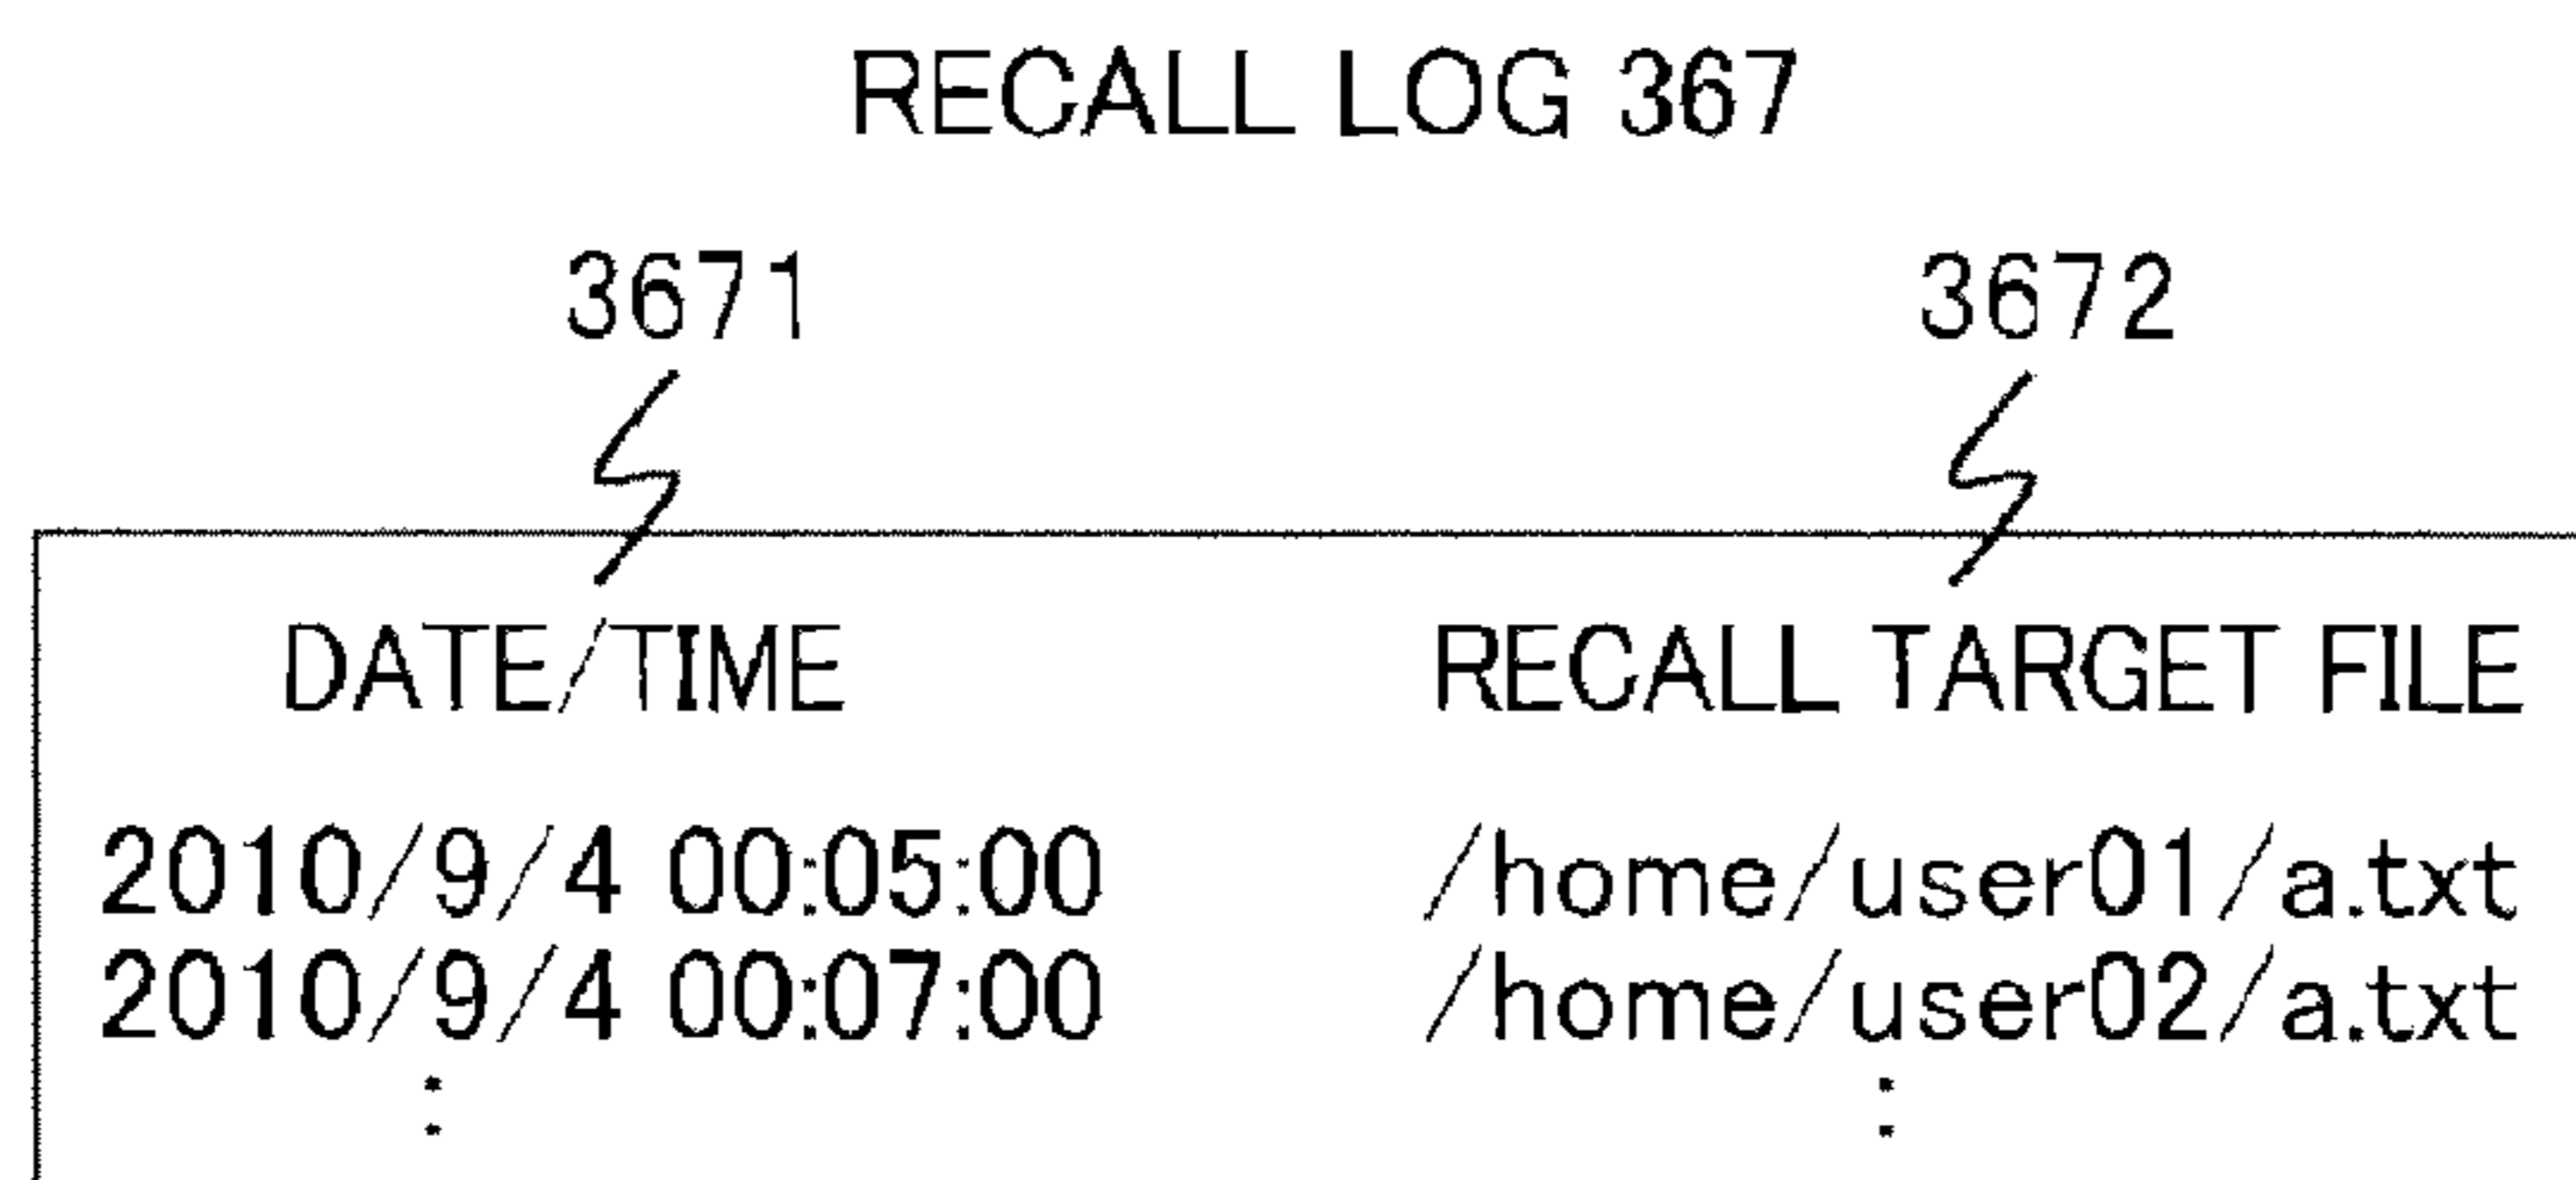 RECALL LOG 367
3671 3672
DATE/TIME RECALL TARGET FILE
2010/9/4 00:05:00 /home/user01/a.txt
2010/9/4 00:07:00 /home/user02/a.txt
: :